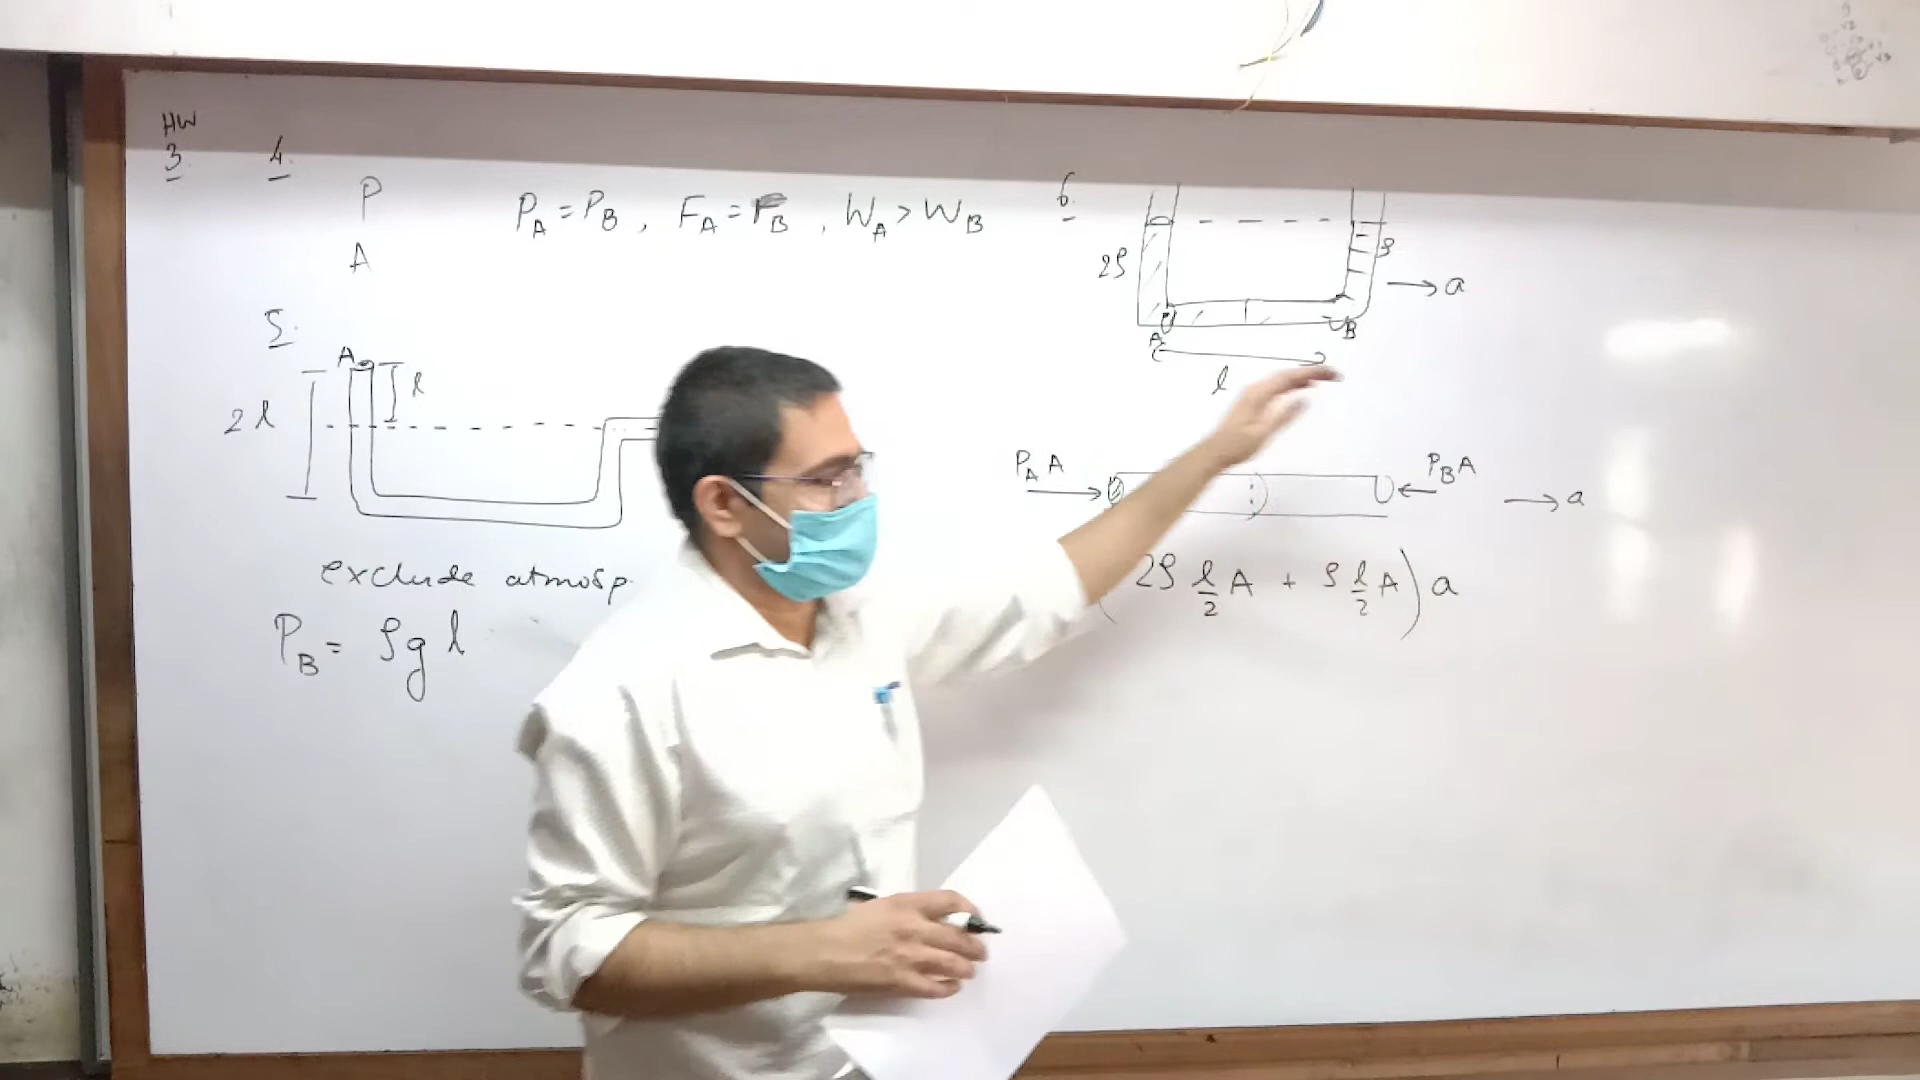 HW
3
4.
P
A
P_A = P_B , F_A = F_B , W_A > W_B
5.
A
l
2l
exclude atmosp
P_B = ρgl
6
2ρ
ρ
→ a
A
B
l
P_A A
P_B A
→ a
2ρ l/2 A + ρ l/2 A) a